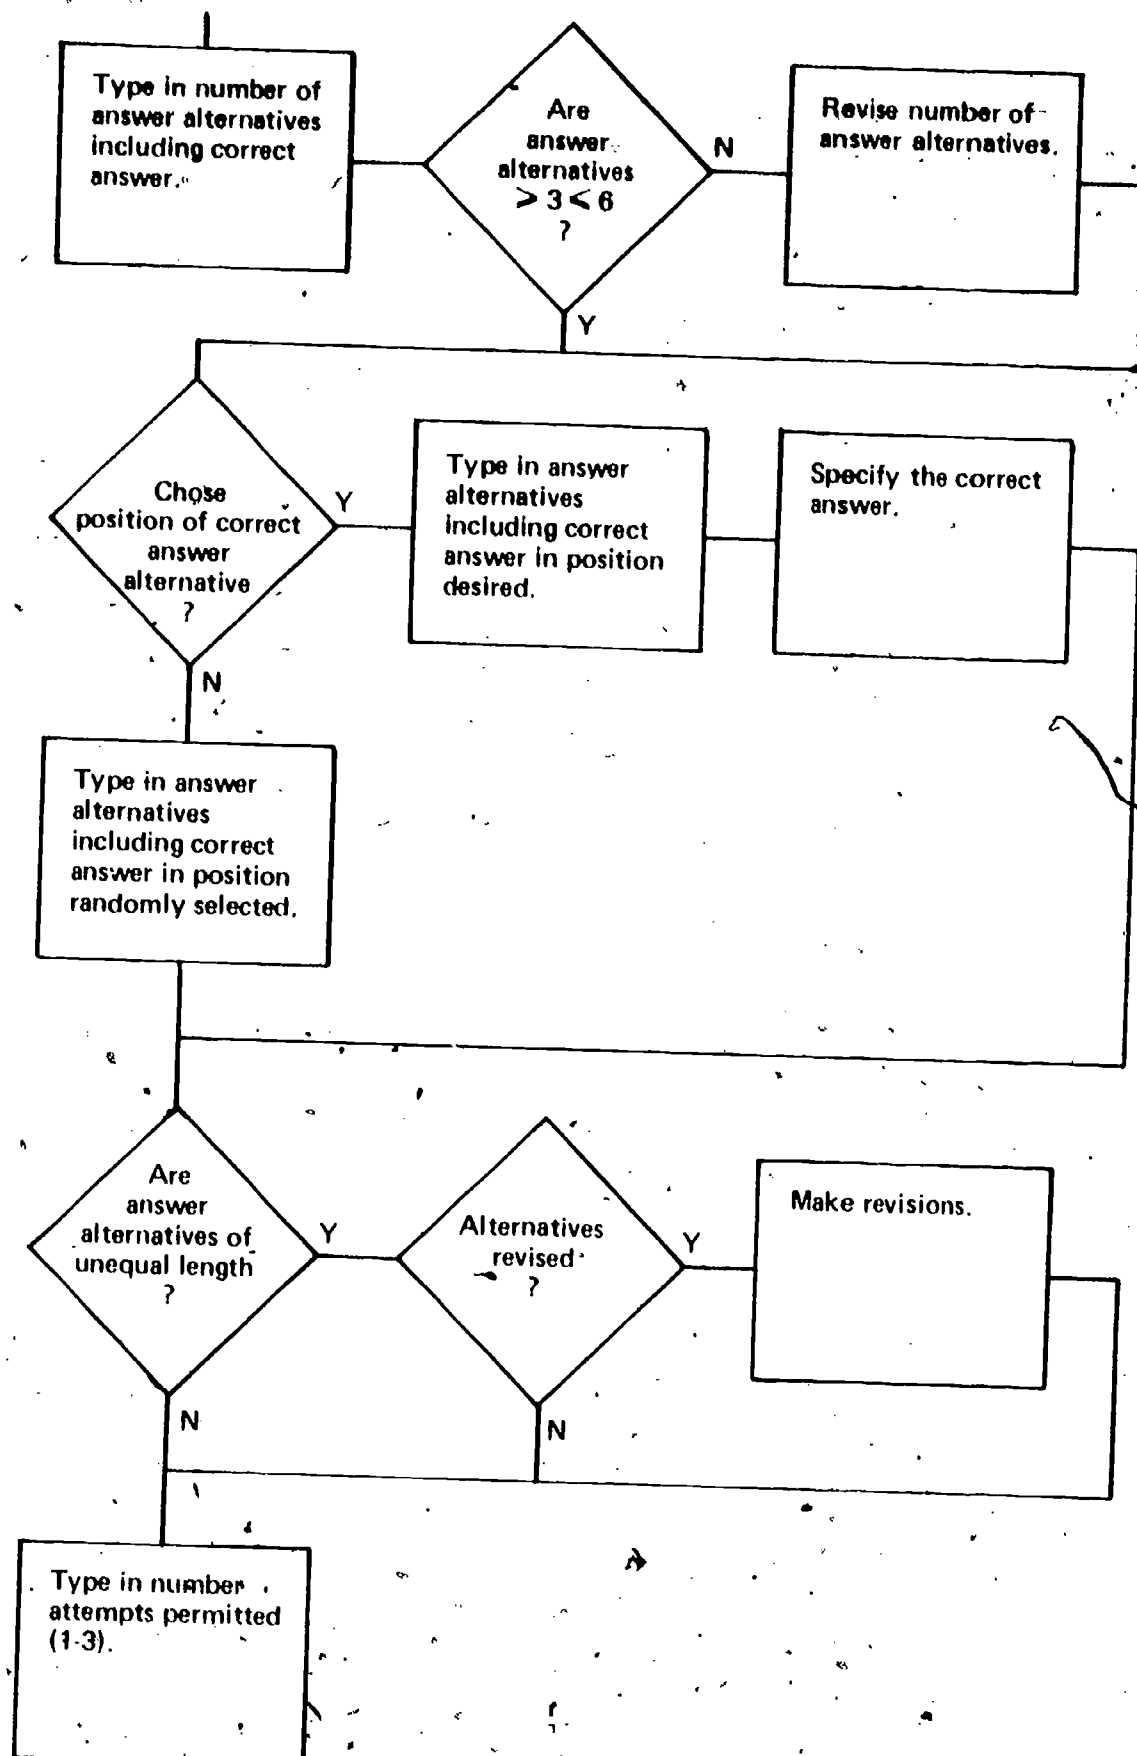 Type in number of
answer alternatives
including correct
answer.
Are
answer
alternatives
⩾ 3 ⩽ 6
?
N
Revise number of
answer alternatives.
Y
Chose
position of correct
answer
alternative
?
Y
Type in answer
alternatives
including correct
answer in position
desired.
Specify the correct
answer.
N
Type in answer
alternatives
including correct
answer in position
randomly selected.
Are
answer
alternatives of
unequal length
?
Y
Alternatives
revised
?
Y
Make revisions.
N
N
Type in number
attempts permitted
(1-3).